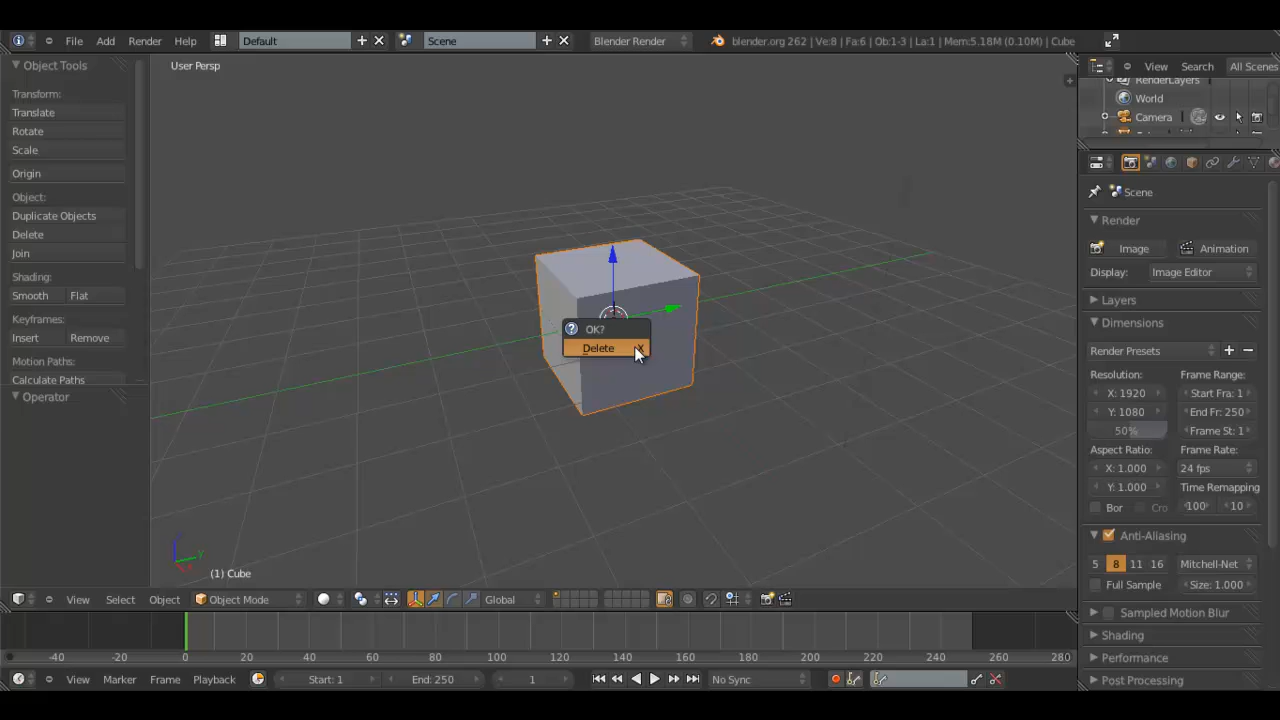 File Add Render Help Default Scene Blender Render blender.org 262 | Ve:8 | Fa:6 | Ob:1-3 | La:1 | Mem:5.18M (0.10M) | Cube
Object Tools
Transform:
Translate
Rotate
Scale
Origin
Object:
Duplicate Objects
Delete
Join
Shading:
Smooth Flat
Keyframes:
Insert Remove
Motion Paths:
Calculate Paths
Operator
User Persp
OK?
Delete X
(1) Cube
View Select Object Object Mode Global
View Search All Scenes
RenderLayers
World
Camera
Scene
Render
Image Animation
Display: Image Editor
Layers
Dimensions
Render Presets
Resolution: Frame Range:
X: 1920 Start Fra: 1
Y: 1080 End Fr: 250
50% Frame St: 1
Aspect Ratio: Frame Rate:
X: 1.000 24 fps
Y: 1.000 Time Remapping
Bor Cro 100 10
Anti-Aliasing
5 8 11 16 Mitchell-Net
Full Sample Size: 1.000
Sampled Motion Blur
Shading
Performance
Post Processing
-40 -20 0 20 40 60 80 100 120 140 160 180 200 220 240 260 280
View Marker Frame Playback Start: 1 End: 250 1 No Sync